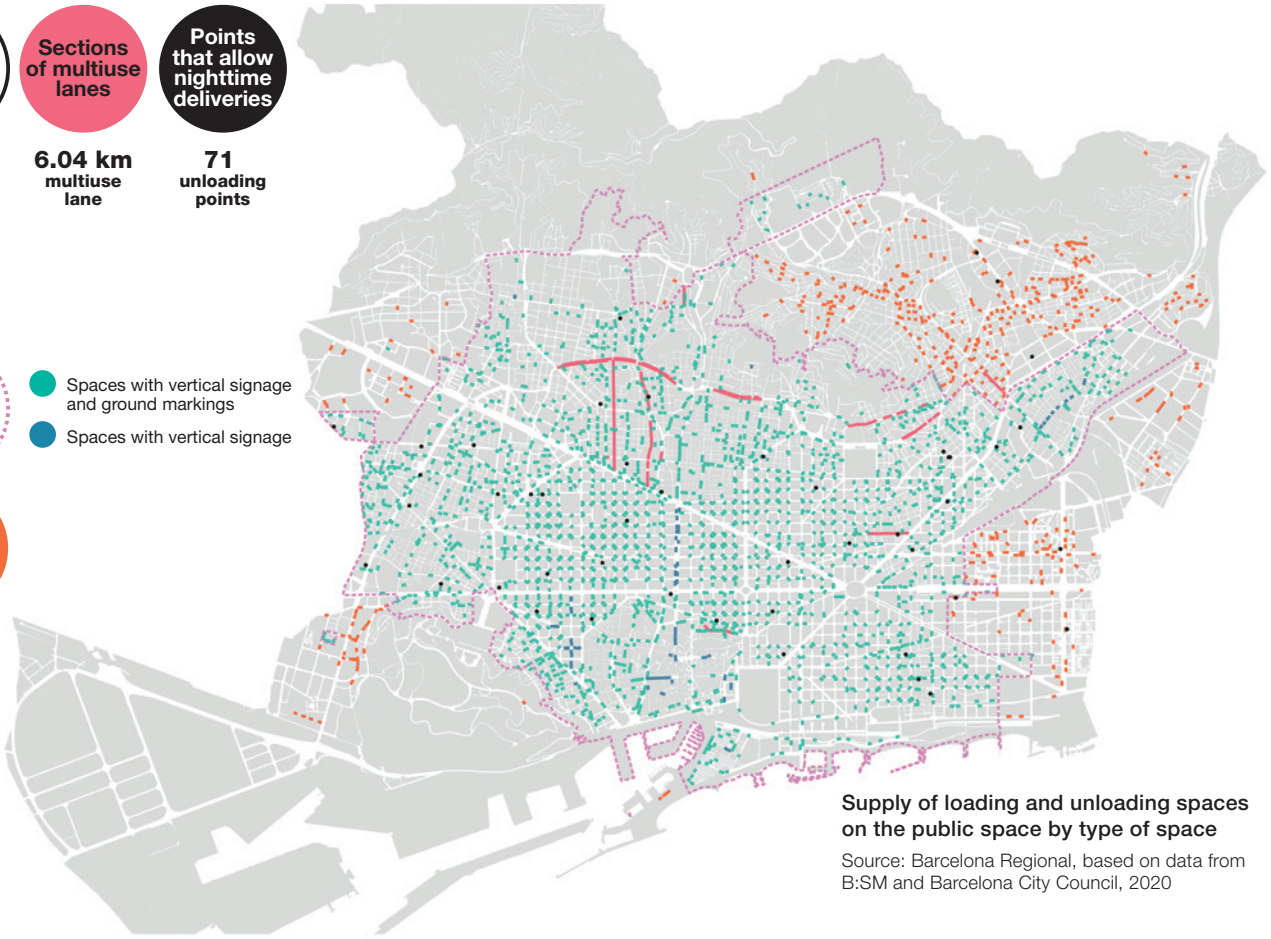 Sections
of multiuse
lanes
Points
that allow
nighttime
deliveries
6.04 km
multiuse
lane
71
unloading
points
Spaces with vertical signage
and ground markings
Spaces with vertical signage
Supply of loading and unloading spaces
on the public space by type of space
Source: Barcelona Regional, based on data from
B:SM and Barcelona City Council, 2020